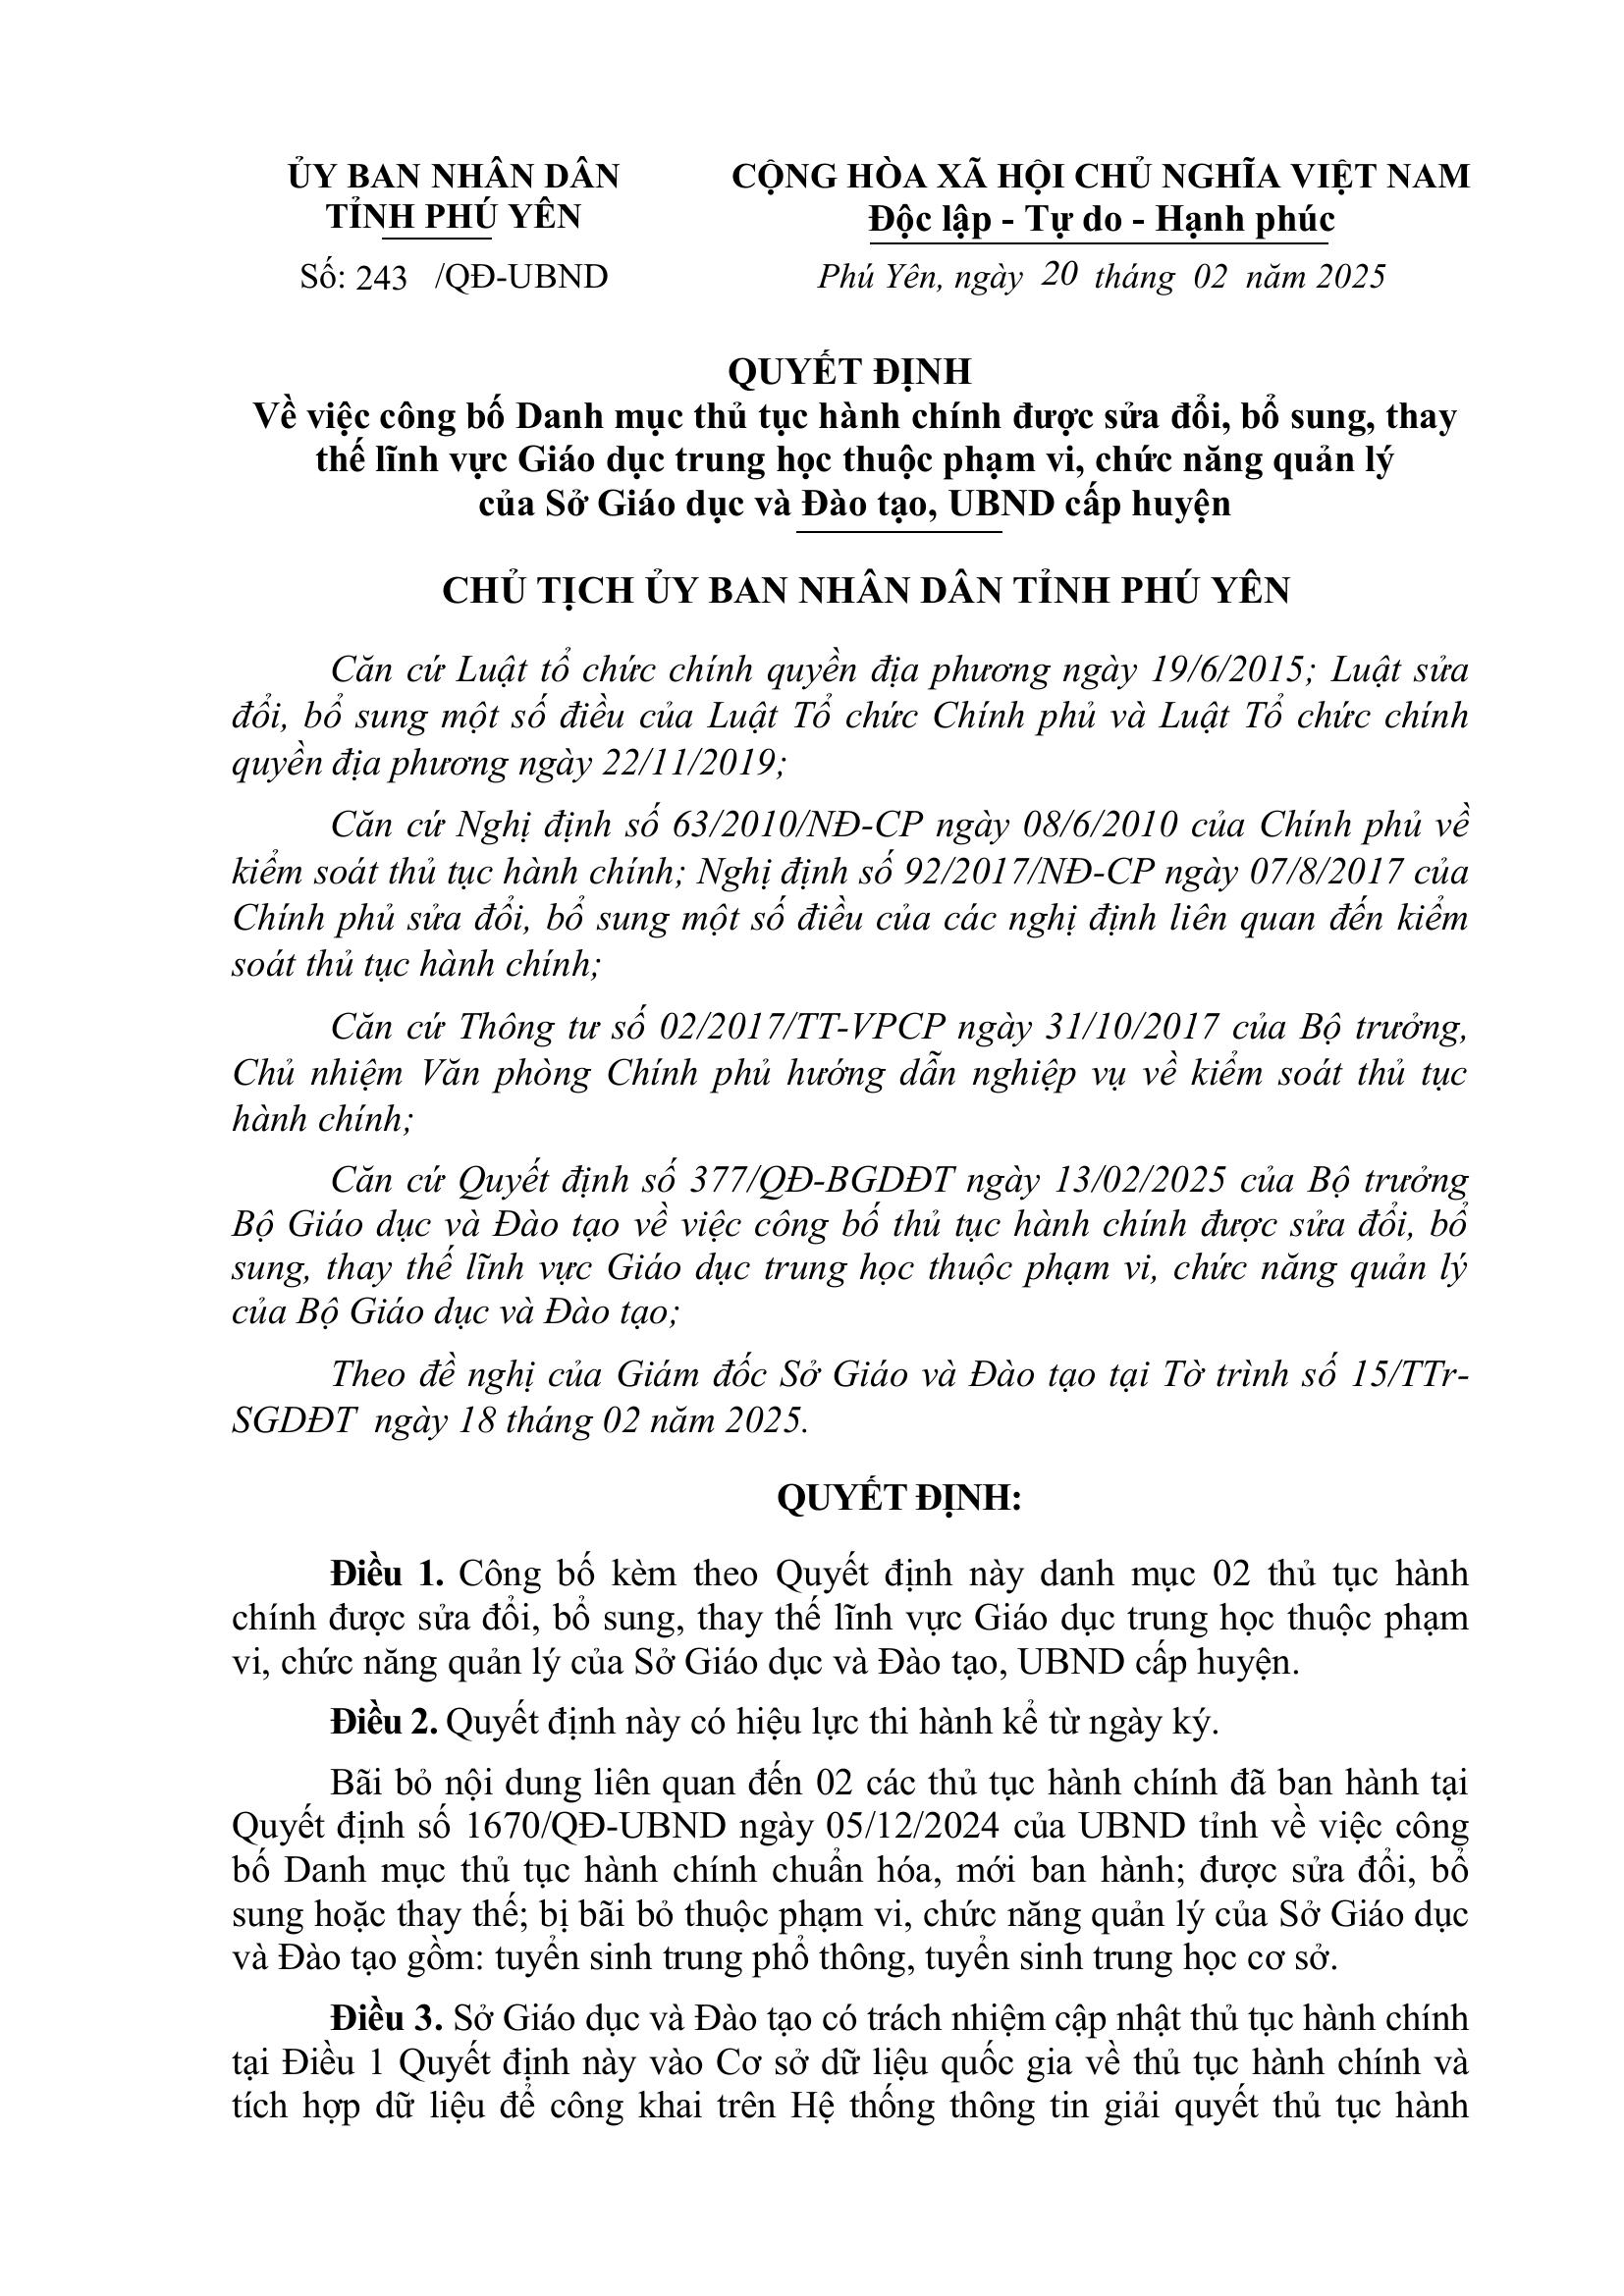 ỦY BAN NHÂN DÂN
TỈNH PHÚ YÊN
Số: 243 /QĐ-UBND
CỘNG HÒA XÃ HỘI CHỦ NGHĨA VIỆT NAM
Độc lập - Tự do - Hạnh phúc
Phú Yên, ngày 20 tháng 02 năm 2025
QUYẾT ĐỊNH
Về việc công bố Danh mục thủ tục hành chính được sửa đổi, bổ sung, thay
thế lĩnh vực Giáo dục trung học thuộc phạm vi, chức năng quản lý
của Sở Giáo dục và Đào tạo, UBND cấp huyện
CHỦ TỊCH ỦY BAN NHÂN DÂN TỈNH PHÚ YÊN
Căn cứ Luật tổ chức chính quyền địa phương ngày 19/6/2015; Luật sửa
đổi, bổ sung một số điều của Luật Tổ chức Chính phủ và Luật Tổ chức chính
quyền địa phương ngày 22/11/2019;
Căn cứ Nghị định số 63/2010/NĐ-CP ngày 08/6/2010 của Chính phủ về
kiểm soát thủ tục hành chính; Nghị định số 92/2017/NĐ-CP ngày 07/8/2017 của
Chính phủ sửa đổi, bổ sung một số điều của các nghị định liên quan đến kiểm
soát thủ tục hành chính;
Căn cứ Thông tư số 02/2017/TT-VPCP ngày 31/10/2017 của Bộ trưởng,
Chủ nhiệm Văn phòng Chính phủ hướng dẫn nghiệp vụ về kiểm soát thủ tục
hành chính;
Căn cứ Quyết định số 377/QĐ-BGDĐT ngày 13/02/2025 của Bộ trưởng
Bộ Giáo dục và Đào tạo về việc công bố thủ tục hành chính được sửa đổi, bổ
sung, thay thế lĩnh vực Giáo dục trung học thuộc phạm vi, chức năng quản lý
của Bộ Giáo dục và Đào tạo;
Theo đề nghị của Giám đốc Sở Giáo và Đào tạo tại Tờ trình số 15/TTr-
SGDĐT ngày 18 tháng 02 năm 2025.
QUYẾT ĐỊNH:
Điều 1. Công bố kèm theo Quyết định này danh mục 02 thủ tục hành
chính được sửa đổi, bổ sung, thay thế lĩnh vực Giáo dục trung học thuộc phạm
vi, chức năng quản lý của Sở Giáo dục và Đào tạo, UBND cấp huyện.
Điều 2. Quyết định này có hiệu lực thi hành kể từ ngày ký.
Bãi bỏ nội dung liên quan đến 02 các thủ tục hành chính đã ban hành tại
Quyết định số 1670/QĐ-UBND ngày 05/12/2024 của UBND tỉnh về việc công
bố Danh mục thủ tục hành chính chuẩn hóa, mới ban hành; được sửa đổi, bổ
sung hoặc thay thế; bị bãi bỏ thuộc phạm vi, chức năng quản lý của Sở Giáo dục
và Đào tạo gồm: tuyển sinh trung phổ thông, tuyển sinh trung học cơ sở.
Điều 3. Sở Giáo dục và Đào tạo có trách nhiệm cập nhật thủ tục hành chính
tại Điều 1 Quyết định này vào Cơ sở dữ liệu quốc gia về thủ tục hành chính và
tích hợp dữ liệu để công khai trên Hệ thống thông tin giải quyết thủ tục hành